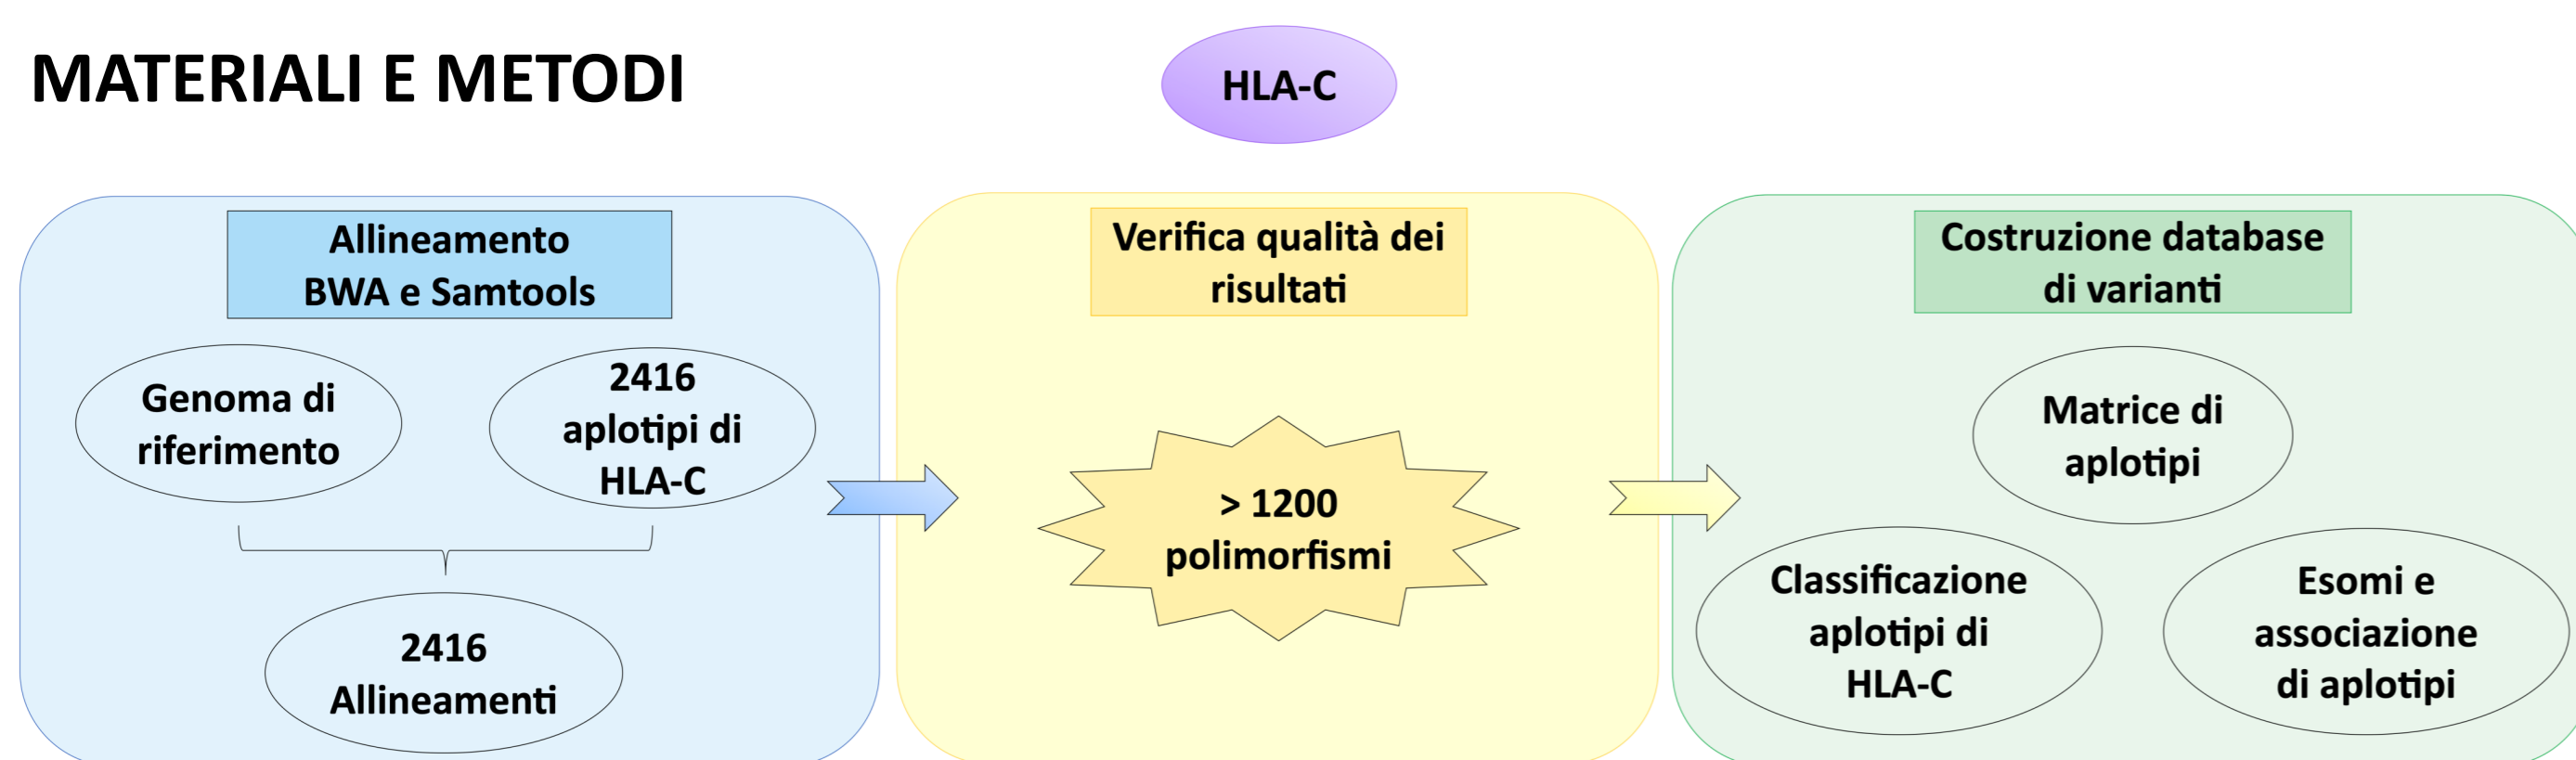 MATERIALI E METODI
HLA-C
Allineamento
BWA e Samtools
Genoma di
riferimento
2416
aplotipi di
HLA-C
2416
Allineamenti
Verifica qualità dei
risultati
> 1200
polimorfismi
Costruzione database
di varianti
Matrice di
aplotipi
Classificazione
aplotipi di
HLA-C
Esomi e
associazione
di aplotipi